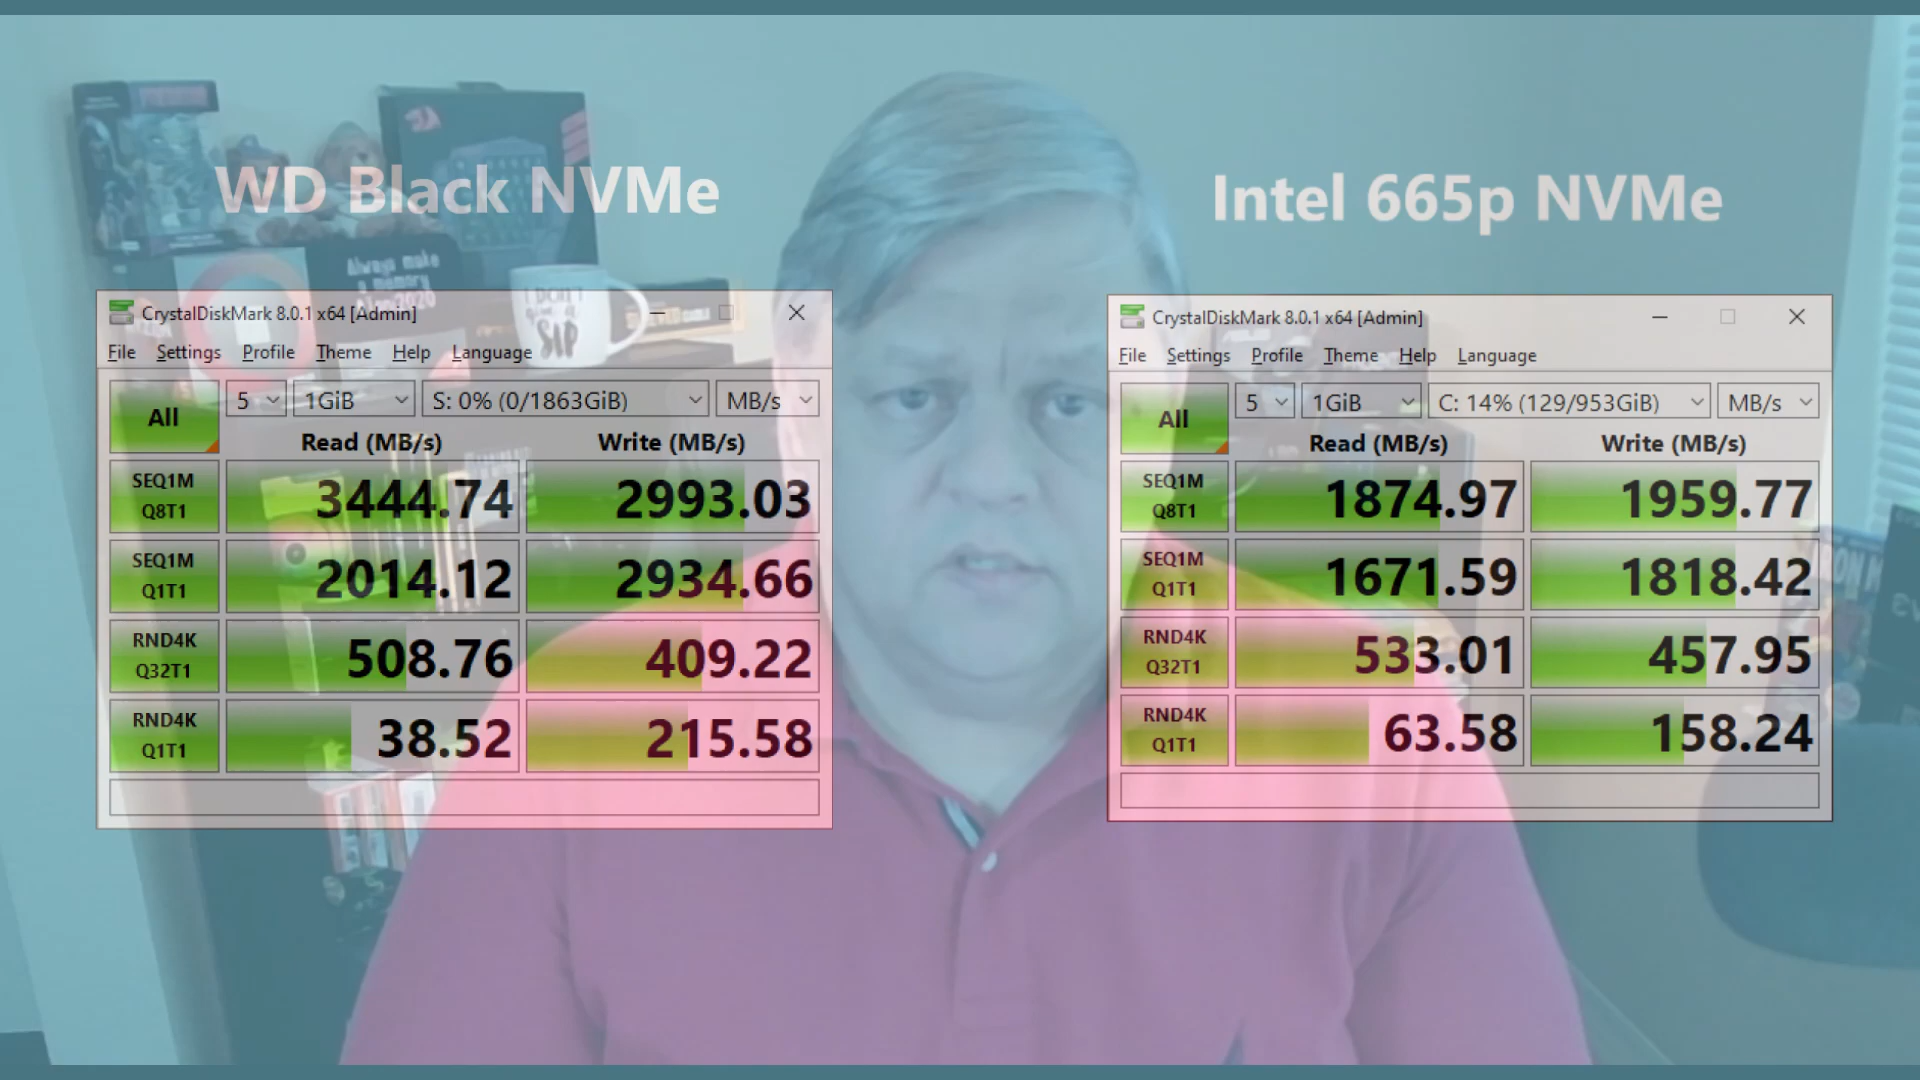 WD Black NVMe
Intel 665p NVMe
Always make
a memory
I DON'T
SIP
CrystalDiskMark 8.0.1 x64 [Admin]
File Settings Profile Theme Help Language
All
5 1GiB S: 0% (0/1863GiB) MB/s
Read (MB/s) Write (MB/s)
SEQ1M
Q8T1
3444.74 2993.03
SEQ1M
Q1T1
2014.12 2934.66
RND4K
Q32T1
508.76 409.22
RND4K
Q1T1
38.52 215.58
CrystalDiskMark 8.0.1 x64 [Admin]
File Settings Profile Theme Help Language
All
5 1GiB C: 14% (129/953GiB) MB/s
Read (MB/s) Write (MB/s)
SEQ1M
Q8T1
1874.97 1959.77
SEQ1M
Q1T1
1671.59 1818.42
RND4K
Q32T1
533.01 457.95
RND4K
Q1T1
63.58 158.24